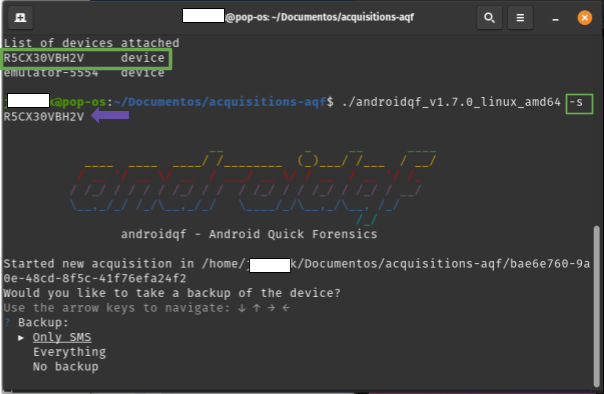 @pop-os: ~/Documentos/acquisitions-aqf
List of devices attached
R5CX30VBH2V device
emulator-5554 device
k@pop-os:~/Documentos/acquisitions-aqf$ ./androidqf_v1.7.0_linux_amd64 -s
R5CX30VBH2V
androidqf
androidqf - Android Quick Forensics
Started new acquisition in /home/j k/Documentos/acquisitions-aqf/bae6e760-9a
0e-48cd-8f5c-41f76efa24f2
Would you like to take a backup of the device?
Use the arrow keys to navigate: ↓ ↑ → ←
? Backup:
▸ Only SMS
Everything
No backup